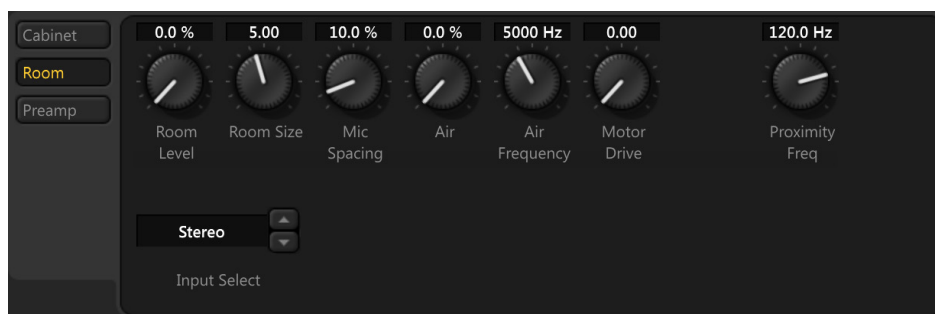 Cabinet
Room
Preamp
0.0 % 5.00 10.0 % 0.0 % 5000 Hz 0.00 120.0 Hz
Room Room Size Mic Air Air Motor Proximity
Level Spacing Frequency Drive Freq
Stereo
Input Select